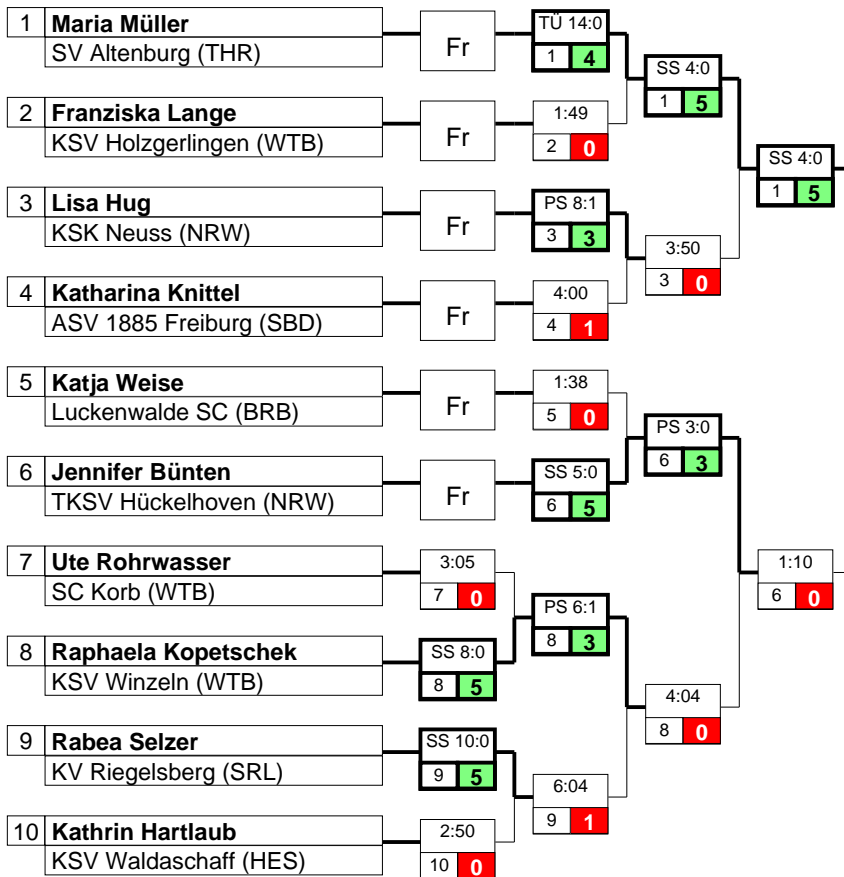 1 Maria Müller
SV Altenburg (THR)
Fr
TÜ 14:0
1 4
SS 4:0
1 5
2 Franziska Lange
KSV Holzgerlingen (WTB)
Fr
1:49
2 0
SS 4:0
1 5
3 Lisa Hug
KSK Neuss (NRW)
Fr
PS 8:1
3 3
3:50
3 0
4 Katharina Knittel
ASV 1885 Freiburg (SBD)
Fr
4:00
4 1
5 Katja Weise
Luckenwalde SC (BRB)
Fr
1:38
5 0
PS 3:0
6 3
6 Jennifer Bünten
TKSV Hückelhoven (NRW)
Fr
SS 5:0
6 5
7 Ute Rohrwasser
SC Korb (WTB)
3:05
7 0
1:10
6 0
PS 6:1
8 3
8 Raphaela Kopetschek
KSV Winzeln (WTB)
SS 8:0
8 5
4:04
8 0
9 Rabea Selzer
KV Riegelsberg (SRL)
SS 10:0
9 5
6:04
9 1
10 Kathrin Hartlaub
KSV Waldaschaff (HES)
2:50
10 0